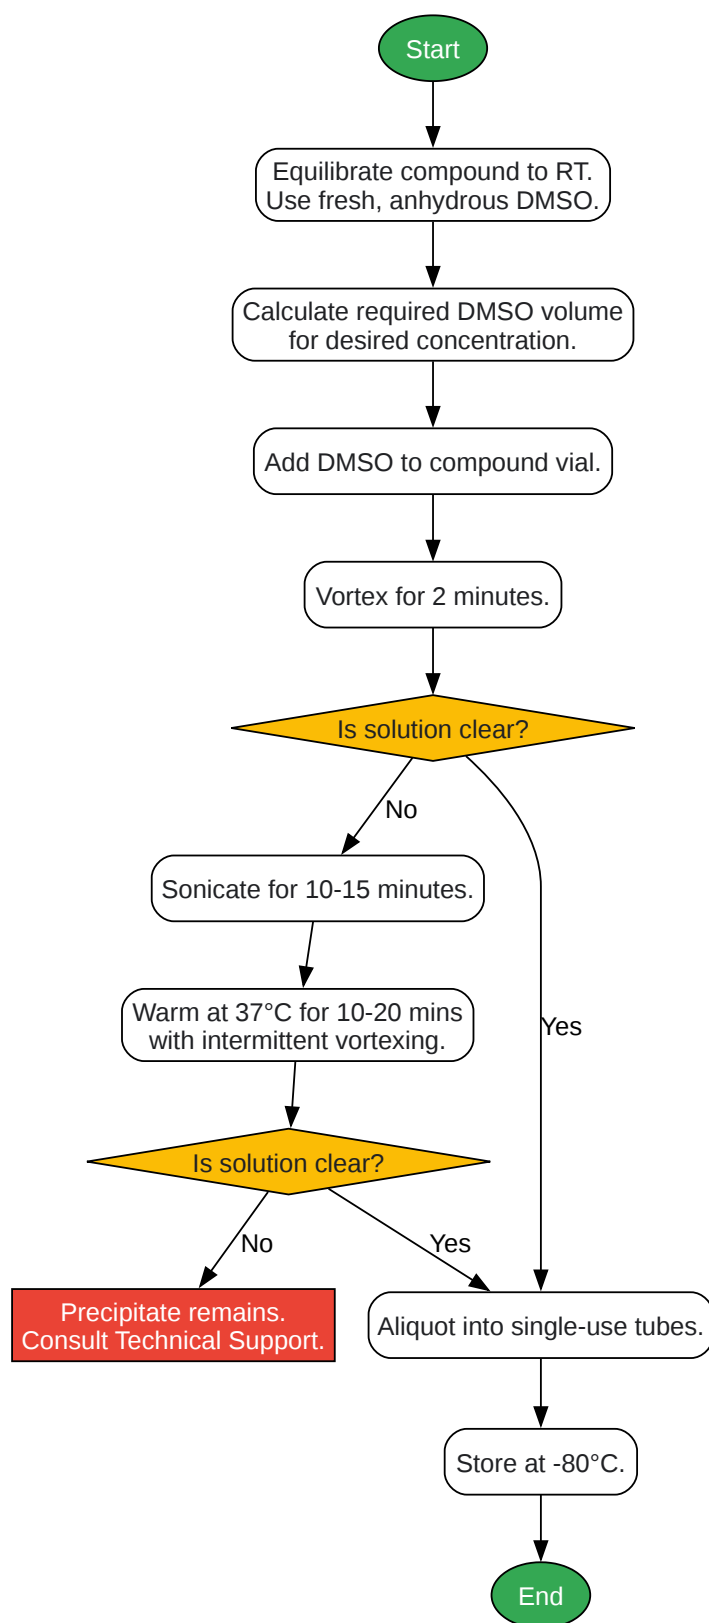 Start
Equilibrate compound to RT.
Use fresh, anhydrous DMSO.
Calculate required DMSO volume
for desired concentration.
Add DMSO to compound vial.
Vortex for 2 minutes.
Is solution clear?
No
Sonicate for 10-15 minutes.
Warm at 37°C for 10-20 mins
with intermittent vortexing.
Yes
Is solution clear?
No
Yes
Precipitate remains.
Consult Technical Support.
Aliquot into single-use tubes.
Store at -80°C.
End